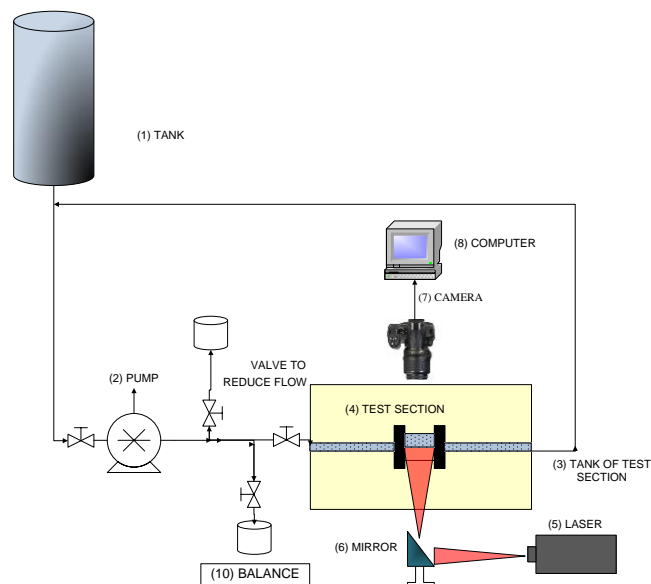 (1) TANK
(8) COMPUTER
(7) CAMERA
VALVE TO
REDUCE FLOW
(2) PUMP
(4) TEST SECTION
(3) TANK OF TEST
SECTION
(5) LASER
(6) MIRROR
(10) BALANCE